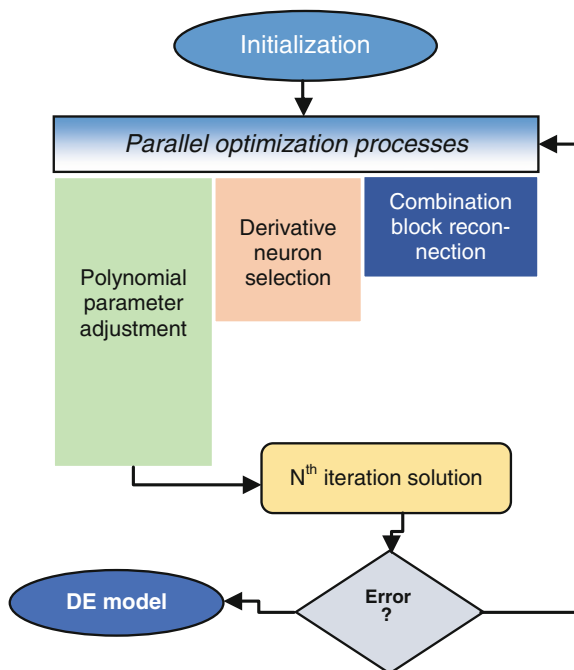 Initialization
Parallel optimization processes
Polynomial
parameter
adjustment
Derivative
neuron
selection
Combination
block recon-
nection
Nth iteration solution
Error
?
DE model